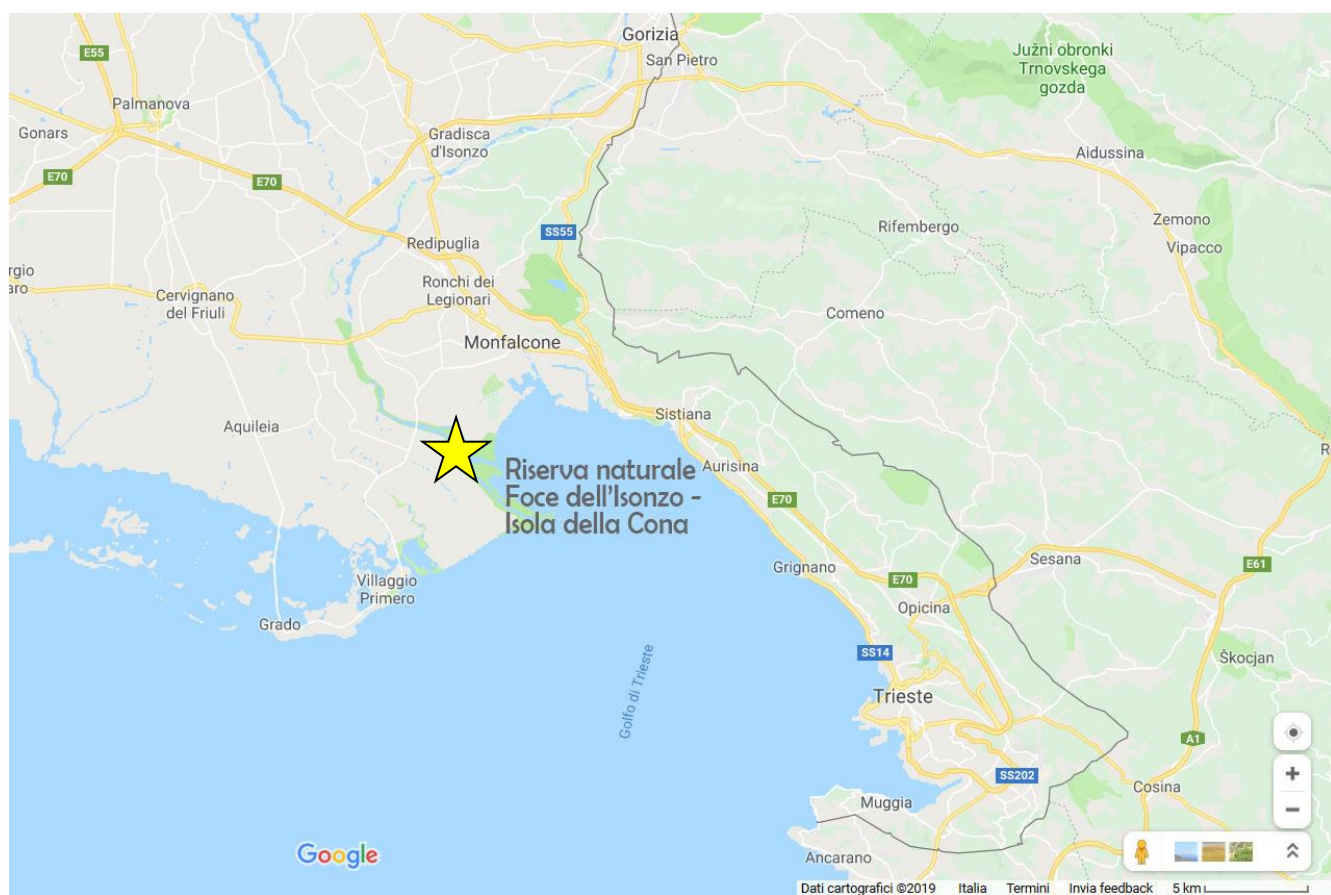 Gorizia
San Pietro
Južni obronki
Trnovskega
gozda
E55
Palmanova
Gonars
Gradisca
d'Isonzo
Aidussina
E70
E70
Zemono
Rifembergo
SS55
Vipacco
Redipuglia
rgio
aro
Ronchi dei
Legionari
Cervignano
del Friuli
Comeno
Monfalcone
Sistiana
Aquileia
Aurisina
Riserva naturale
Foce dell'Isonzo -
Isola della Cona
E70
R
Grignano
Sesana
E61
E70
Villaggio
Primero
Opicina
Grado
SS14
Škocjan
Golfo di Trieste
Trieste
A1
SS202
Cosina
Muggia
Google
Ancarano
Dati cartografici ©2019 Italia Termini Invia feedback 5 km